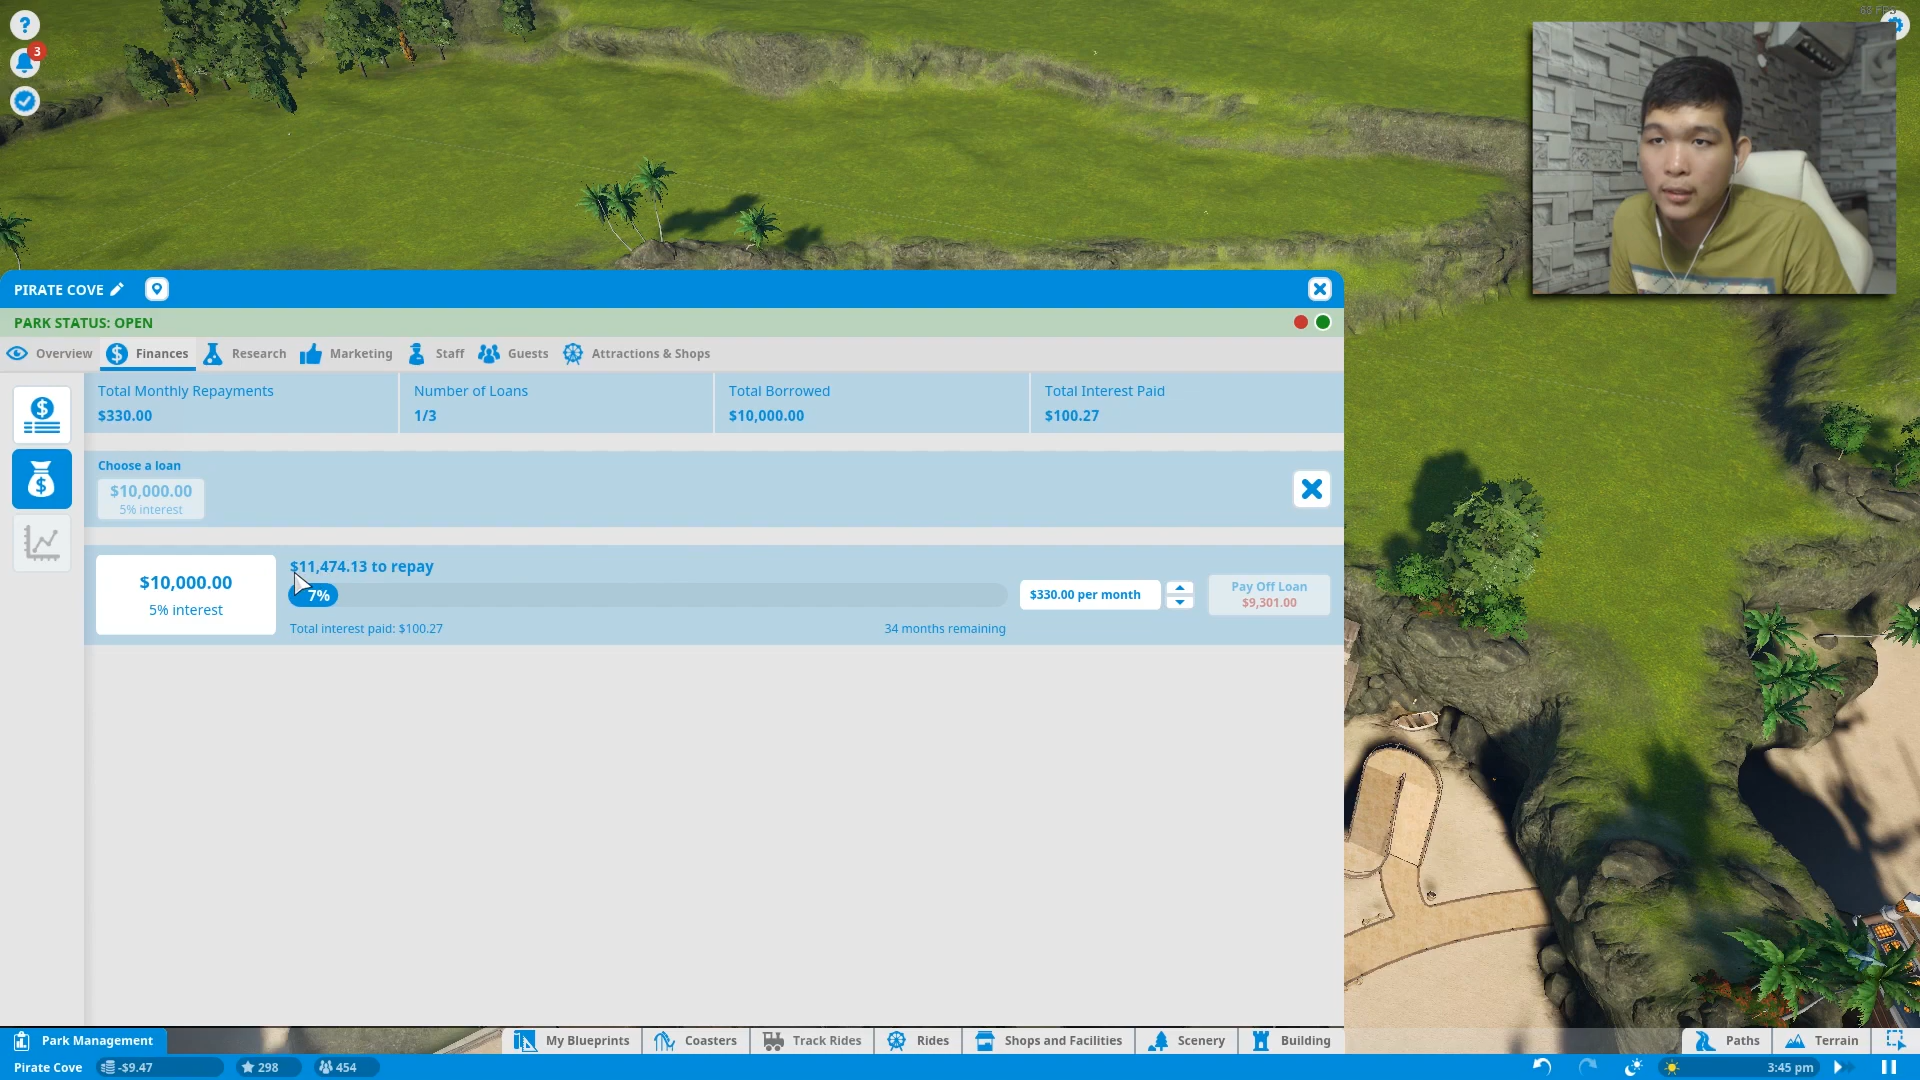 ?
3
PIRATE COVE
PARK STATUS: OPEN
Overview Finances Research Marketing Staff Guests Attractions & Shops
Total Monthly Repayments Number of Loans Total Borrowed Total Interest Paid
$330.00 1/3 $10,000.00 $100.27
Choose a loan
$10,000.00
5% interest
$10,000.00
5% interest
$11,474.13 to repay
7%
Total interest paid: $100.27
34 months remaining
$330.00 per month
Pay Off Loan
$9,301.00
Park Management My Blueprints Coasters Track Rides Rides Shops and Facilities Scenery Building Paths Terrain
Pirate Cove -$9.47 298 454 3:45 pm